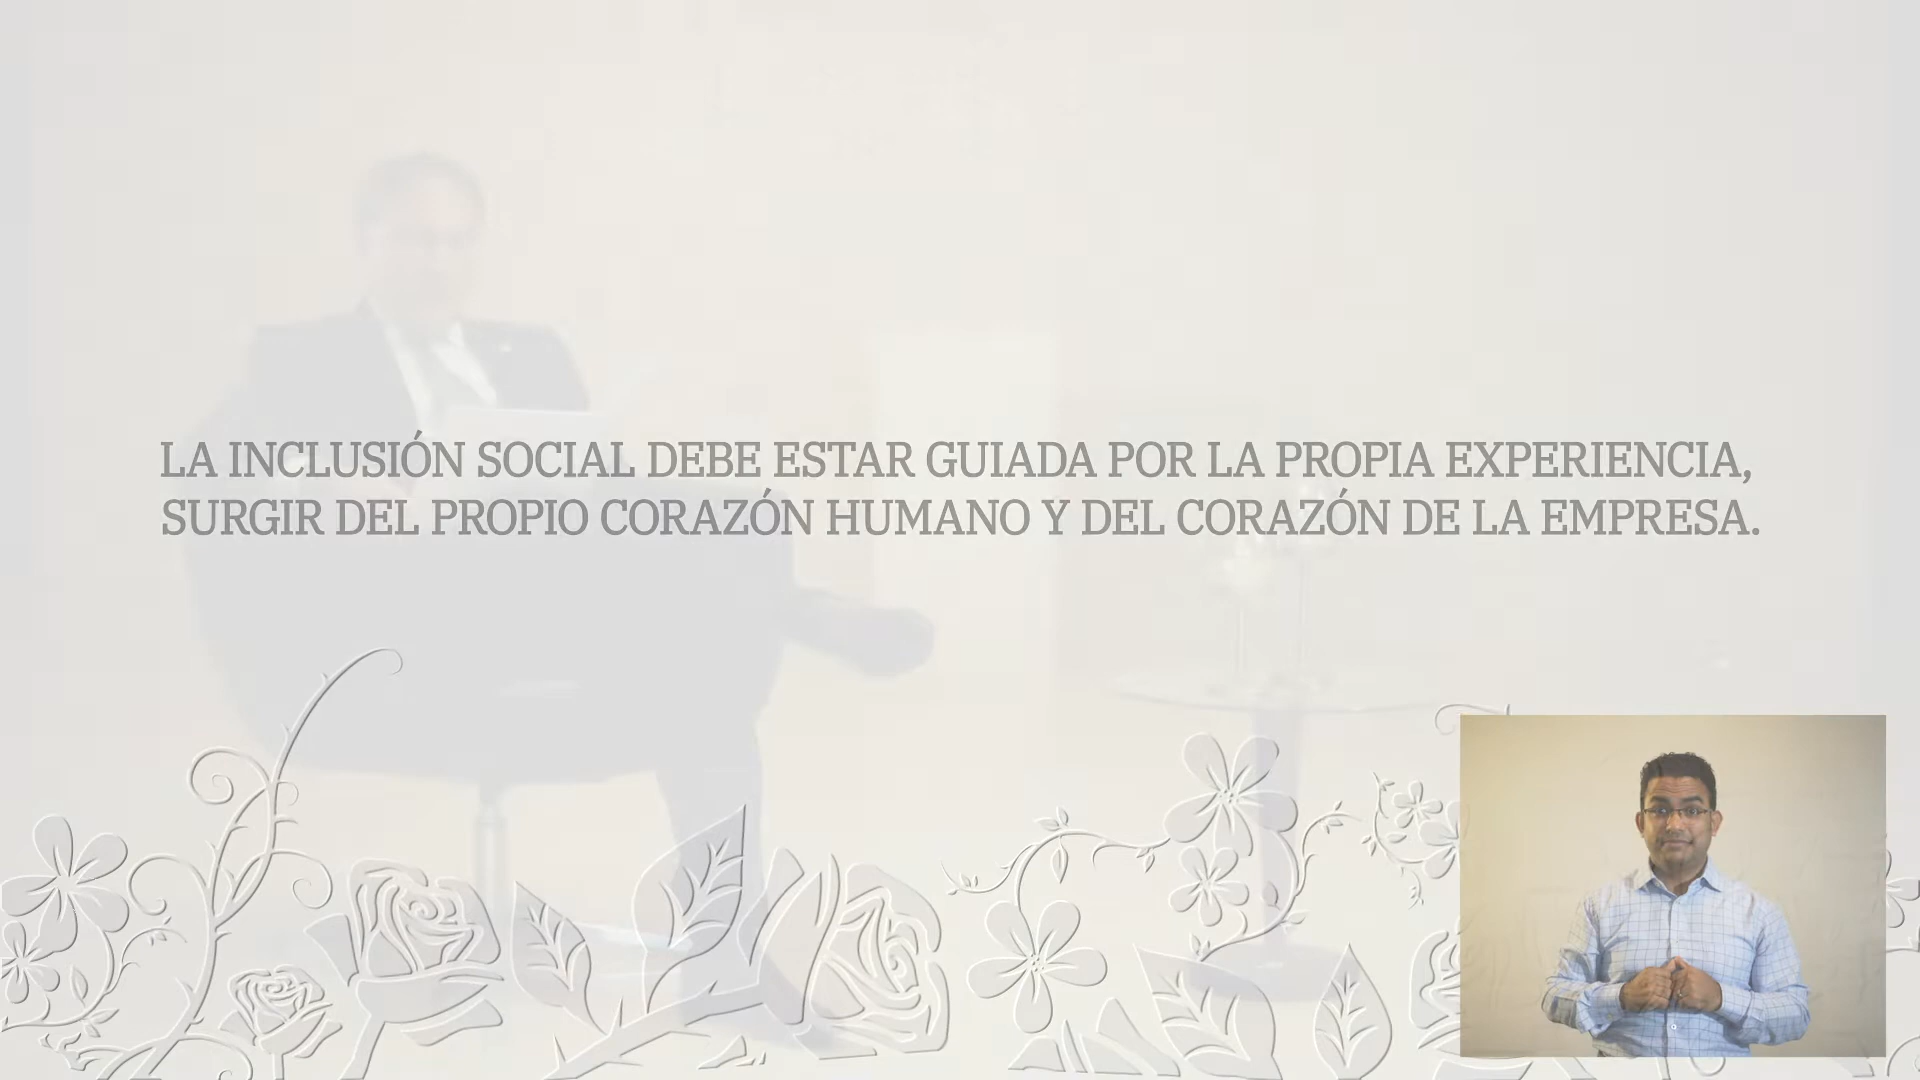 LA INCLUSIÓN SOCIAL DEBE ESTAR GUIADA POR LA PROPIA EXPERIENCIA,
SURGIR DEL PROPIO CORAZÓN HUMANO Y DEL CORAZÓN DE LA EMPRESA.